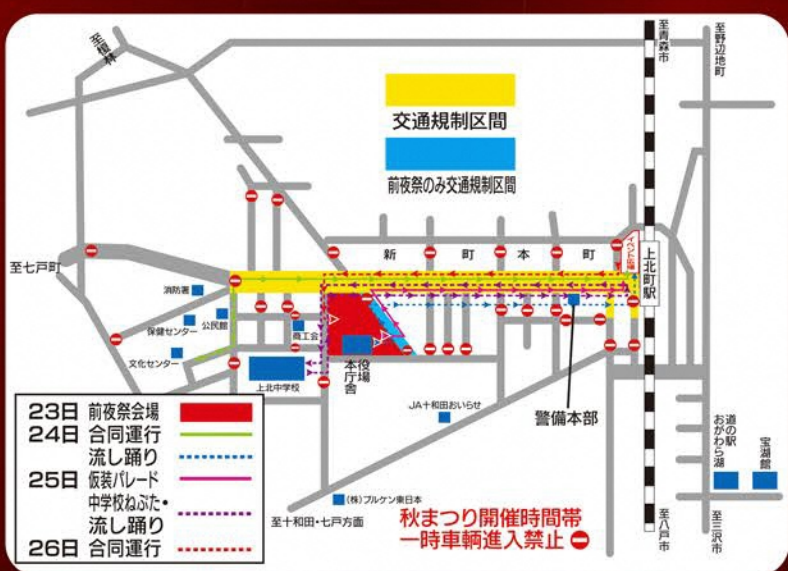 至榎林
至青森市
至野辺地町
交通規制区間
前夜祭のみ交通規制区間
新町 本町
イベント広場
上北町駅
至七戸町
消防署
保健センター
公民館
文化センター
商工会
上北中学校
役場
本庁舎
JA十和田おいらせ
警備本部
道の駅
おがわら湖
宝湖館
(株)フルケン東日本
至十和田・七戸方面
至八戸市
至三沢市
秋まつり開催時間帯
一時車輌進入禁止
23日 前夜祭会場
24日 合同運行
流し踊り
25日 仮装パレード
中学校ねぶた・
流し踊り
26日 合同運行